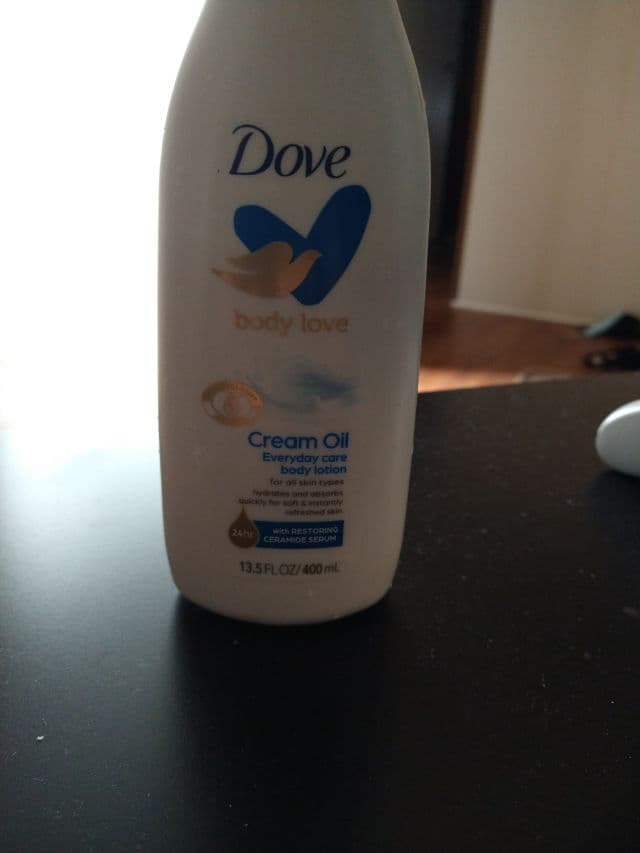 Dove
body love
Cream Oil
Everyday care
body lotion
for all skin types
hydrates and absorbs
quickly for soft & instantly
refreshed skin
24hr
with RESTORING
CERAMIDE SERUM
13.5 FL OZ/400 mL